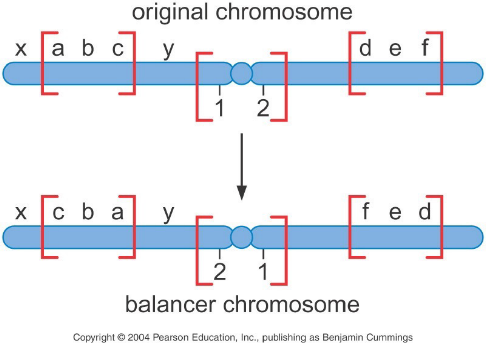 original chromosome
x a b c y d e f
1 2
x c b a y f e d
2 1
balancer chromosome
Copyright © 2004 Pearson Education, Inc., publishing as Benjamin Cummings